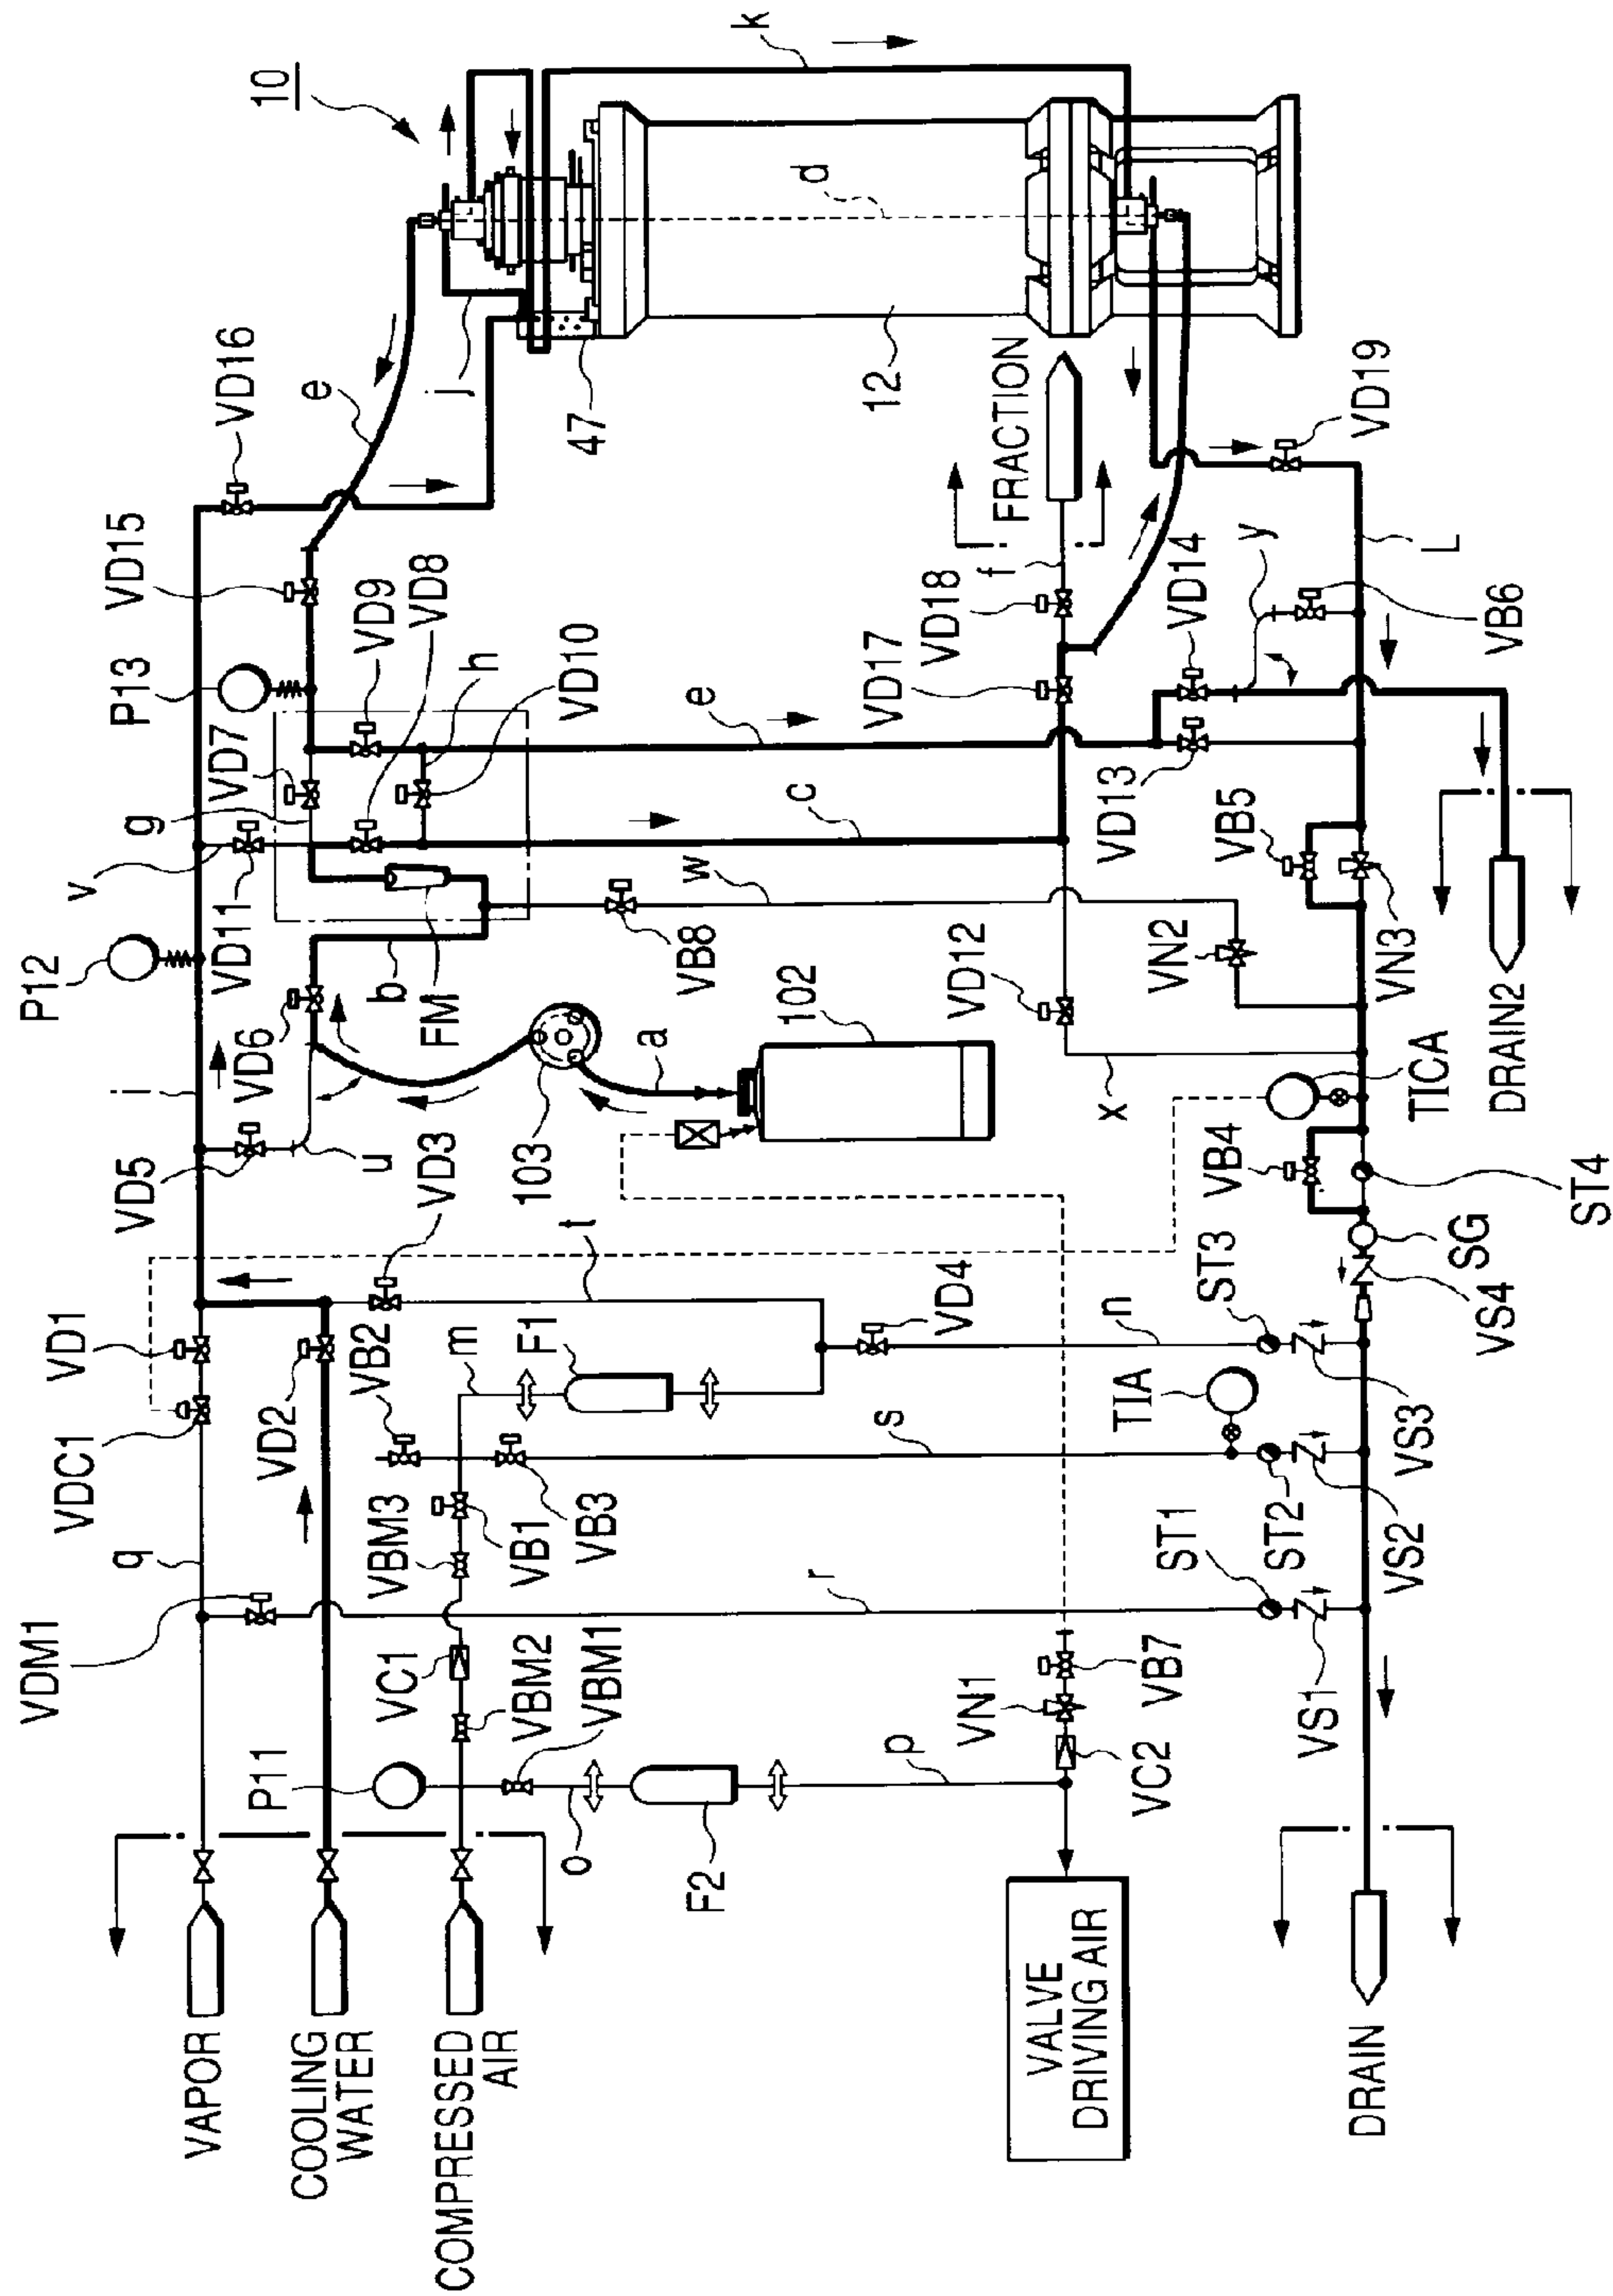 10
k
e
VD16
j
47
12
d
VD15
P13
VD7
g
v
VD11
P12
VD9
VD8
h
VD10
e
c
b
FM
w
VB8
VD6
i
VD5
u
103
a
102
FRACTION
f
VD18
VD17
VD19
VD14
y
L
VB6
VD13
VB5
VN3
VN2
VD12
x
TICA
DRAIN2
VB4
ST4
SG
VS4
VD3
t
VD1
VDC1
VD2
VB2
m
F1
VD4
n
ST3
TIA
VS3
s
VBM3
VB1
VB3
ST1
ST2
VS2
q
VDM1
r
VC1
VBM2
VBM1
P11
o
F2
p
VN1
VB7
VC2
VS1
VAPOR
COOLING
WATER
COMPRESSED
AIR
VALVE
DRIVING AIR
DRAIN